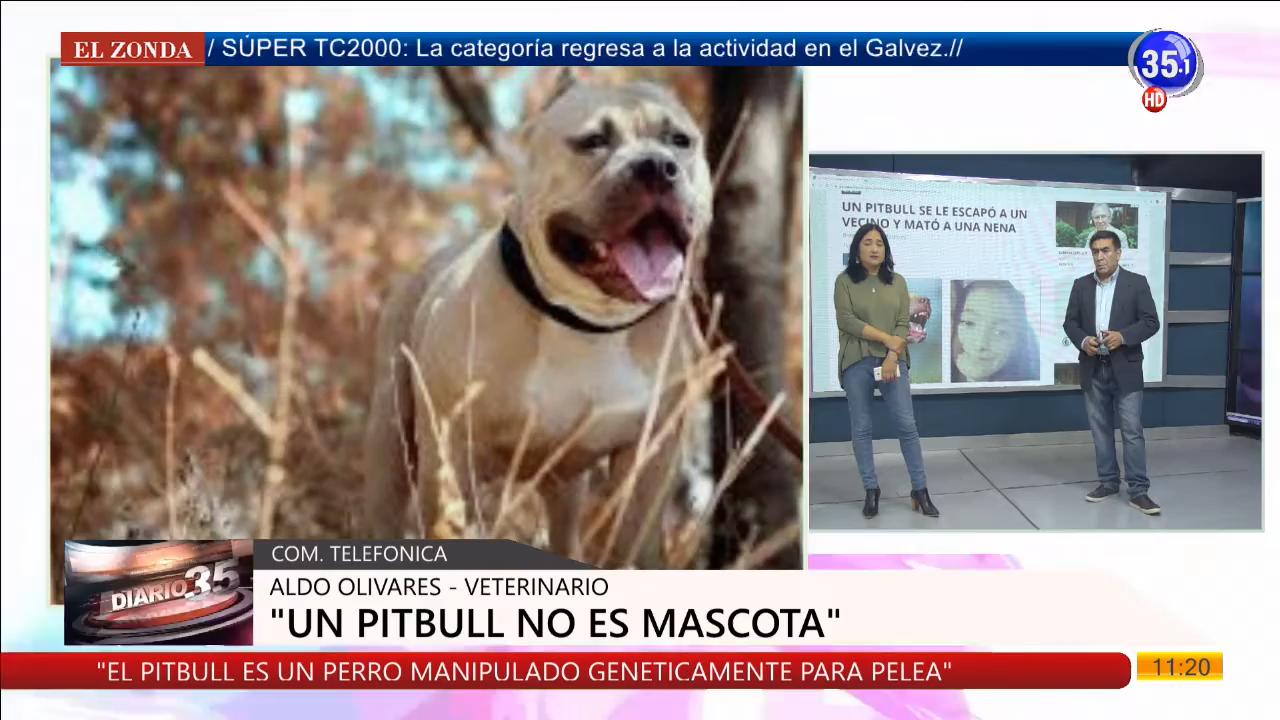 EL ZONDA
/ SÚPER TC2000: La categoría regresa a la actividad en el Galvez.//
35.1
HD
UN PITBULL SE LE ESCAPÓ A UN
VECINO Y MATÓ A UNA NENA
COM. TELEFONICA
DIARIO 35
ALDO OLIVARES - VETERINARIO
"UN PITBULL NO ES MASCOTA"
"EL PITBULL ES UN PERRO MANIPULADO GENETICAMENTE PARA PELEA"
11:20